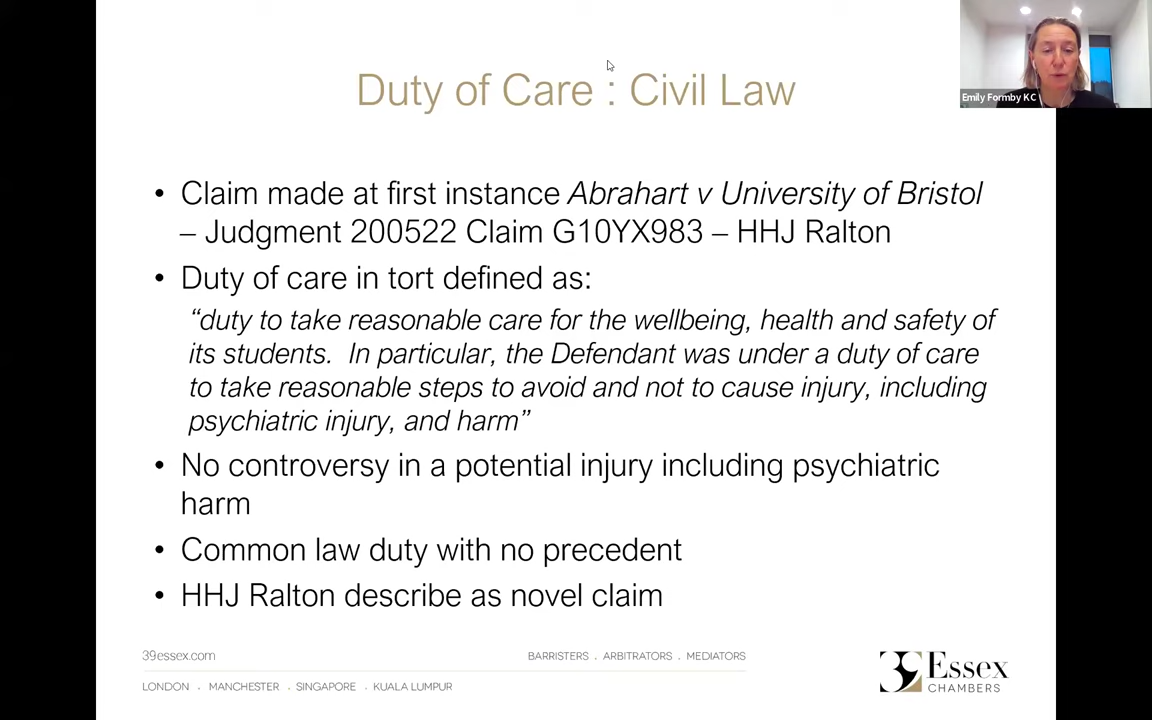 Duty of Care : Civil Law
Emily Formby KC
• Claim made at first instance Abrahart v University of Bristol
– Judgment 200522 Claim G10YX983 – HHJ Ralton
• Duty of care in tort defined as:
“duty to take reasonable care for the wellbeing, health and safety of
its students. In particular, the Defendant was under a duty of care
to take reasonable steps to avoid and not to cause injury, including
psychiatric injury, and harm”
• No controversy in a potential injury including psychiatric
harm
• Common law duty with no precedent
• HHJ Ralton describe as novel claim
39essex.com
BARRISTERS . ARBITRATORS . MEDIATORS
LONDON . MANCHESTER . SINGAPORE . KUALA LUMPUR
39 Essex
CHAMBERS